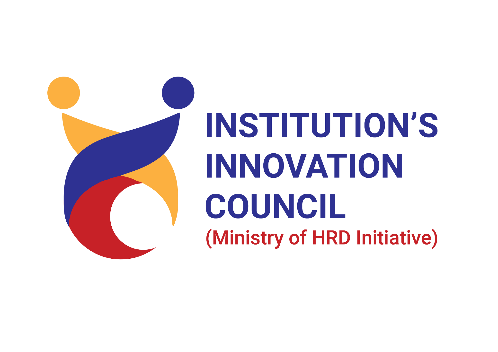 INSTITUTION'S
INNOVATION
COUNCIL
(Ministry of HRD Initiative)